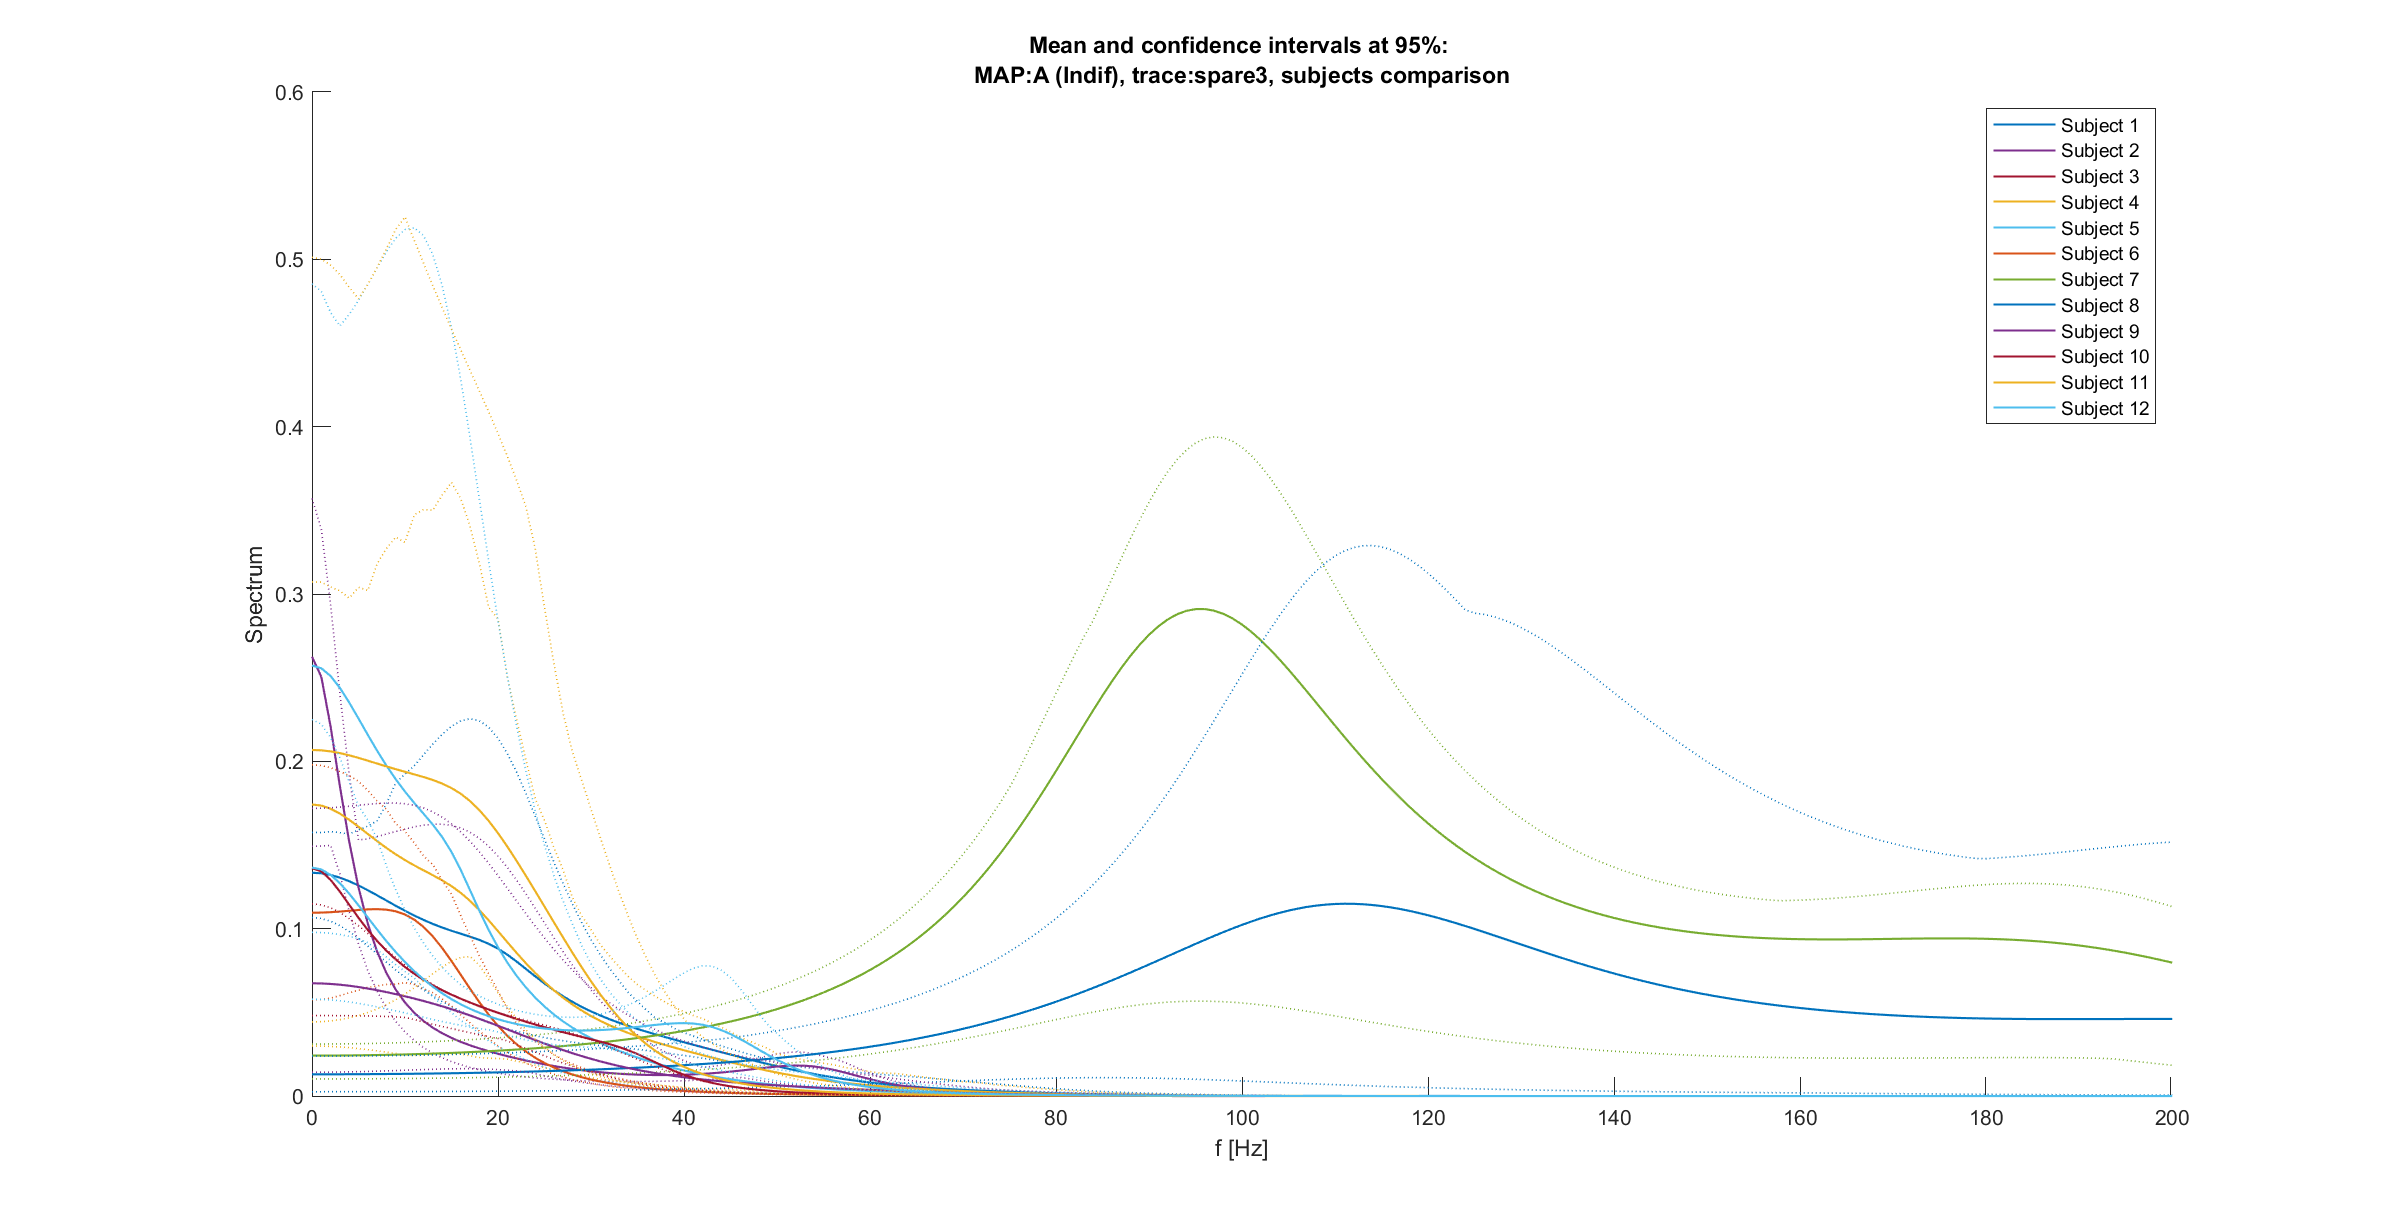 Mean and confidence intervals at 95%:
MAP:A (Indif), trace:spare3, subjects comparison
0.6
0.5
0.4
0.3
0.2
0.1
0
Spectrum
0 20 40 60 80 100 120 140 160 180 200
f [Hz]
Subject 1
Subject 2
Subject 3
Subject 4
Subject 5
Subject 6
Subject 7
Subject 8
Subject 9
Subject 10
Subject 11
Subject 12